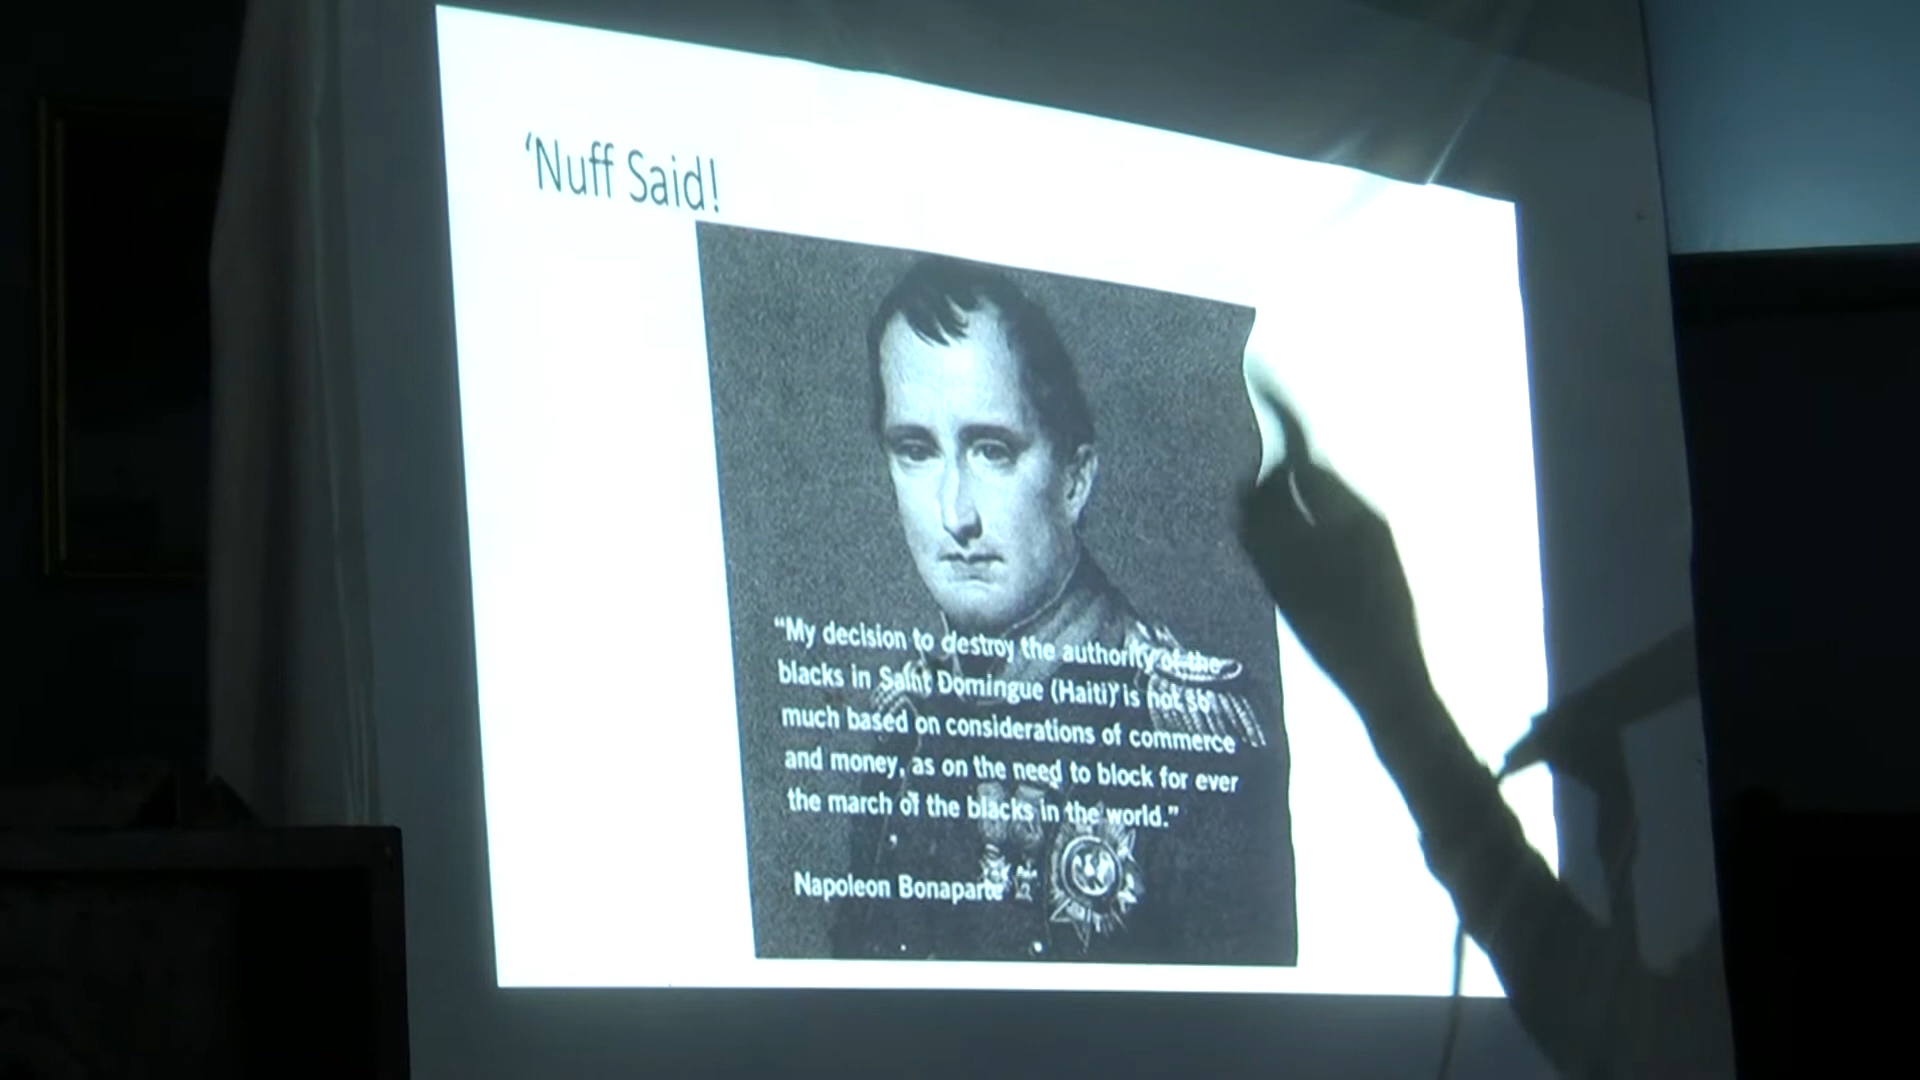 ‘Nuff Said!
“My decision to destroy the authority of the
blacks in Saint Domingue (Haiti) is not so
much based on considerations of commerce
and money, as on the need to block for ever
the march of the blacks in the world.”
Napoleon Bonaparte